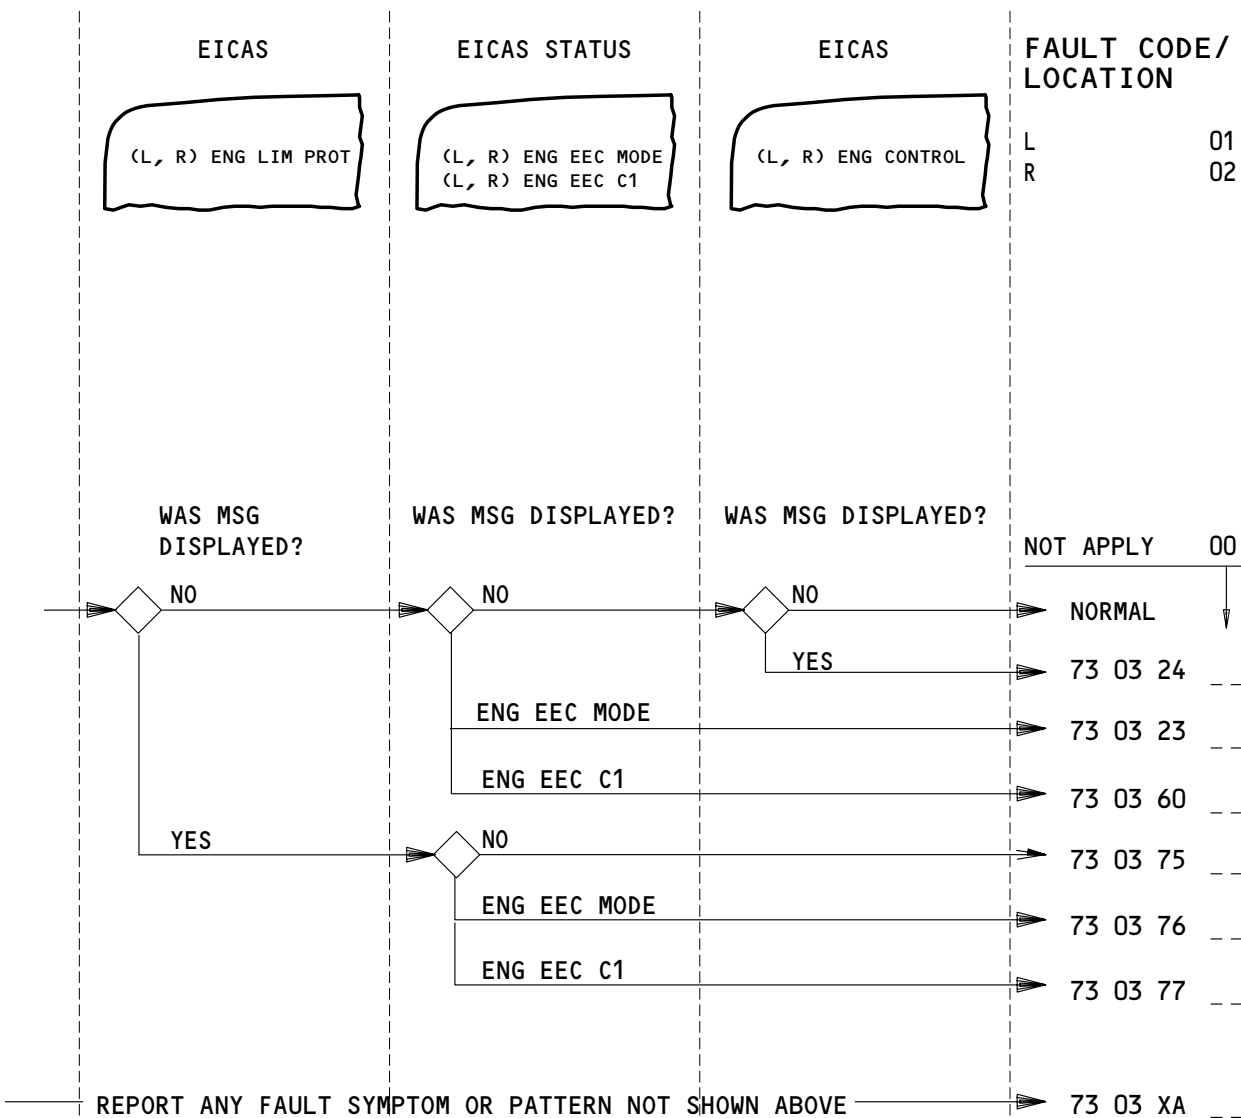 EICAS
EICAS STATUS
EICAS
FAULT CODE/
LOCATION
(L, R) ENG LIM PROT
(L, R) ENG EEC MODE
(L, R) ENG EEC C1
(L, R) ENG CONTROL
L 01
R 02
WAS MSG
DISPLAYED?
WAS MSG DISPLAYED?
WAS MSG DISPLAYED?
NOT APPLY 00
NO
NO
NO
NORMAL
YES
73 03 24 _ _
ENG EEC MODE
73 03 23 _ _
ENG EEC C1
73 03 60 _ _
YES
NO
73 03 75 _ _
ENG EEC MODE
73 03 76 _ _
ENG EEC C1
73 03 77 _ _
REPORT ANY FAULT SYMPTOM OR PATTERN NOT SHOWN ABOVE
73 03 XA _ _